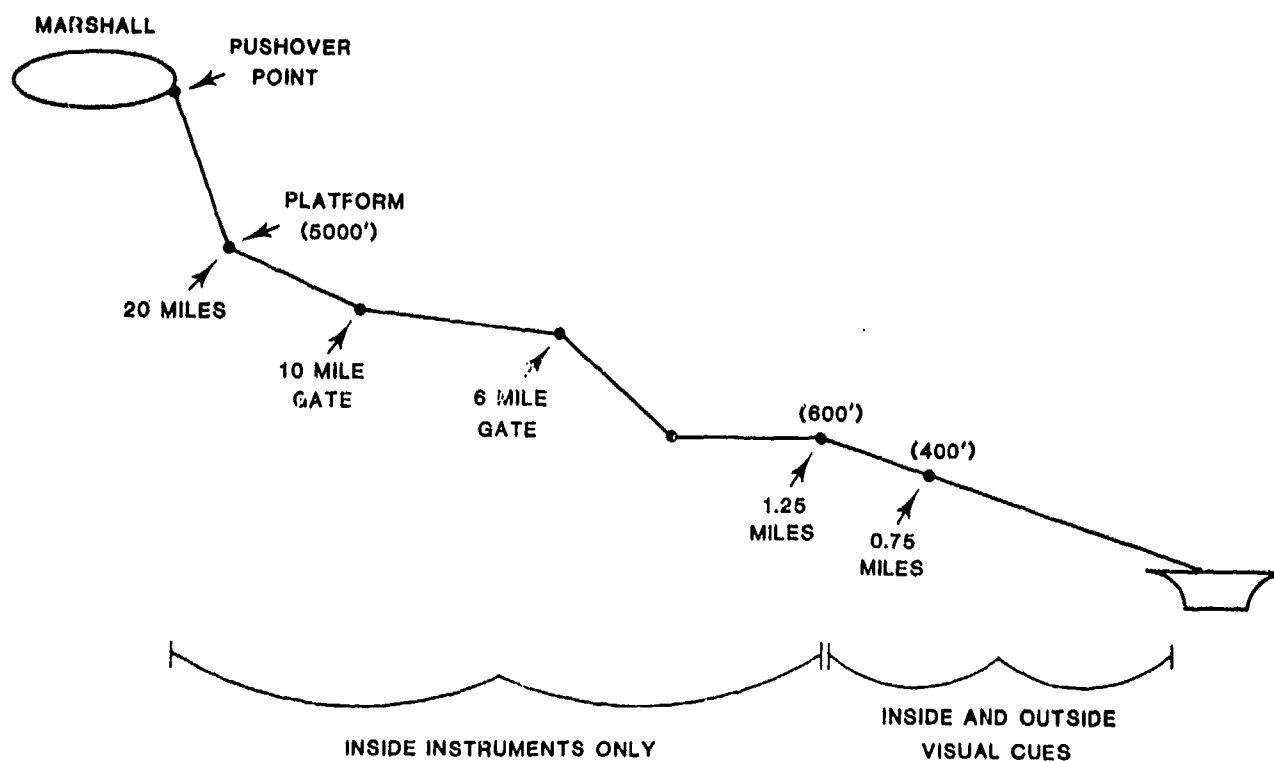 MARSHALL
PUSHOVER
POINT
PLATFORM
(5000')
20 MILES
10 MILE
GATE
6 MILE
GATE
(600')
(400')
1.25
MILES
0.75
MILES
INSIDE INSTRUMENTS ONLY
INSIDE AND OUTSIDE
VISUAL CUES